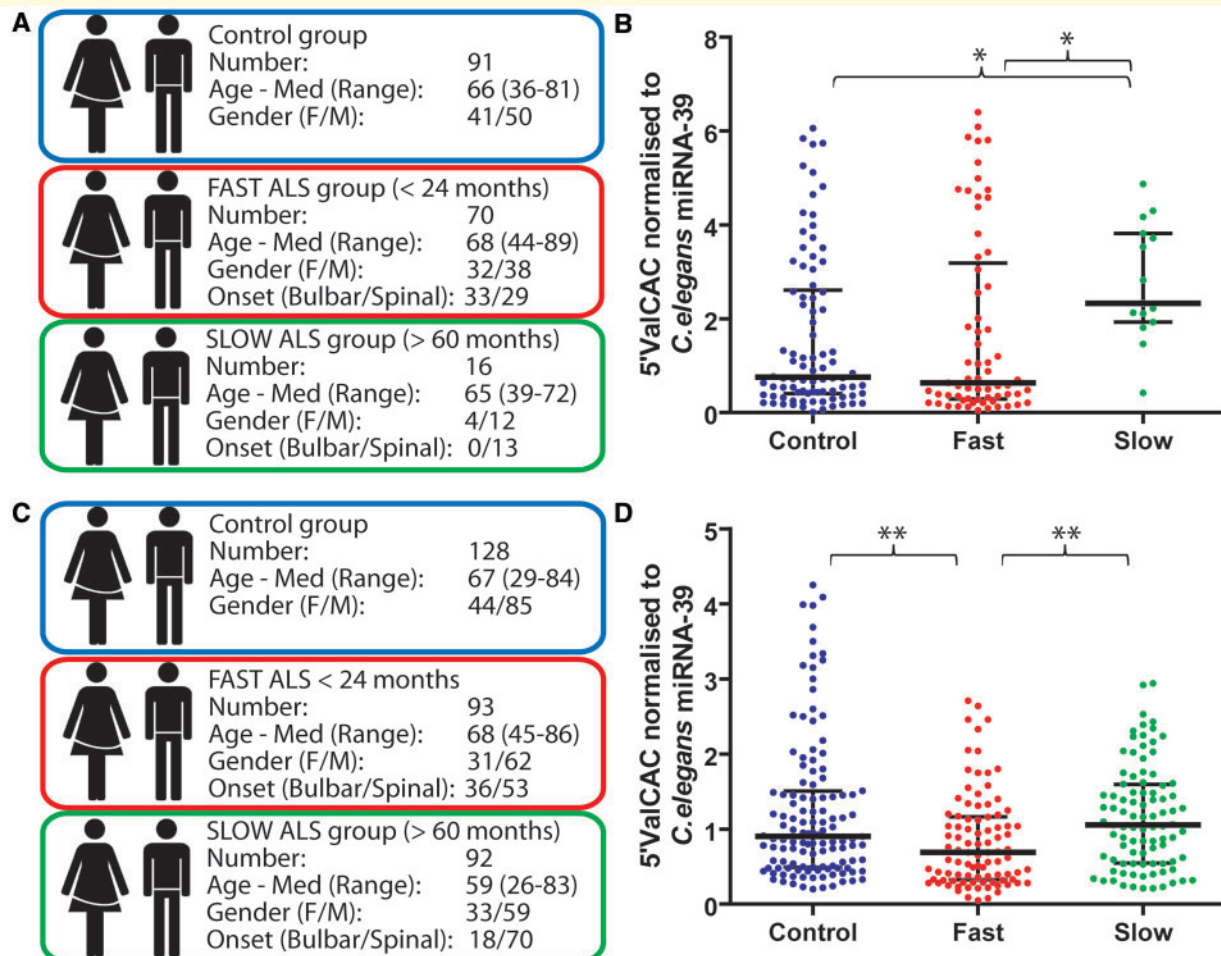 A
Control group
Number: 91
Age - Med (Range): 66 (36-81)
Gender (F/M): 41/50
FAST ALS group (< 24 months)
Number: 70
Age - Med (Range): 68 (44-89)
Gender (F/M): 32/38
Onset (Bulbar/Spinal): 33/29
SLOW ALS group (> 60 months)
Number: 16
Age - Med (Range): 65 (39-72)
Gender (F/M): 4/12
Onset (Bulbar/Spinal): 0/13
B
5'ValCAC normalised to
C.elegans miRNA-39
8
6
4
2
0
* *
Control Fast Slow
C
Control group
Number: 128
Age - Med (Range): 67 (29-84)
Gender (F/M): 44/85
FAST ALS < 24 months
Number: 93
Age - Med (Range): 68 (45-86)
Gender (F/M): 31/62
Onset (Bulbar/Spinal): 36/53
SLOW ALS group (> 60 months)
Number: 92
Age - Med (Range): 59 (26-83)
Gender (F/M): 33/59
Onset (Bulbar/Spinal): 18/70
D
5'ValCAC normalised to
C.elegans miRNA-39
5
4
3
2
1
0
** **
Control Fast Slow